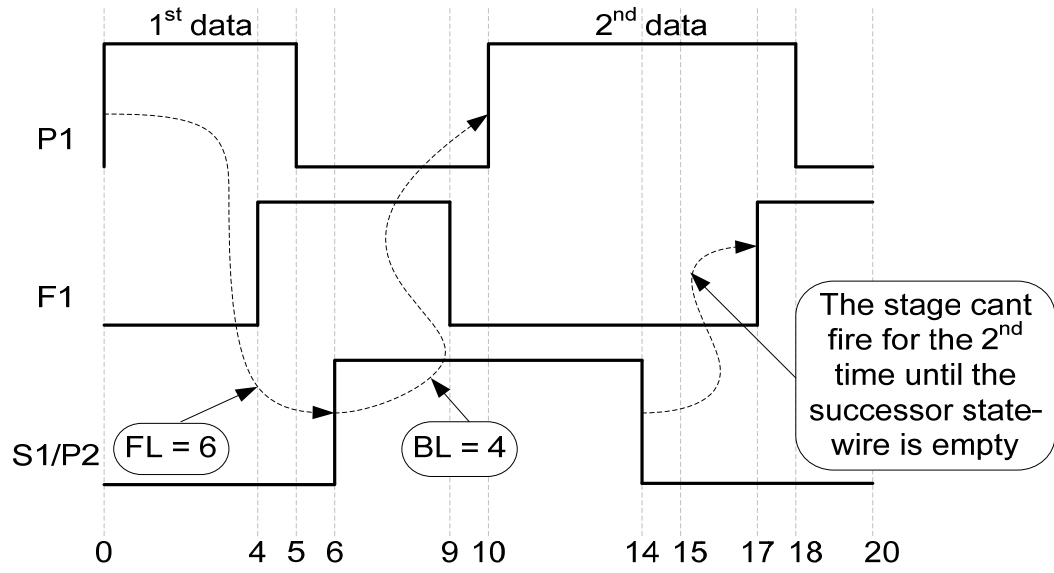 1st data
2nd data
P1
F1
S1/P2
FL = 6
BL = 4
The stage cant
fire for the 2nd
time until the
successor state-
wire is empty
0 4 5 6 9 10 14 15 17 18 20